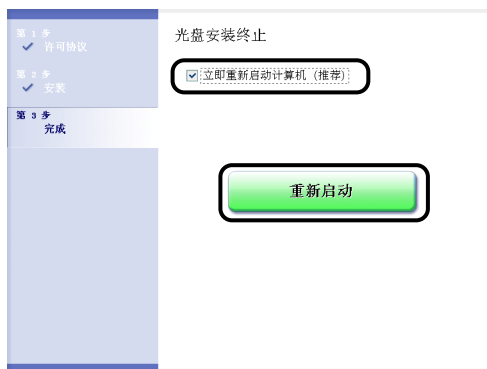 第 1 步
许可协议
第 2 步
安装
第 3 步
完成
光盘安装终止
立即重新启动计算机（推荐）
重新启动